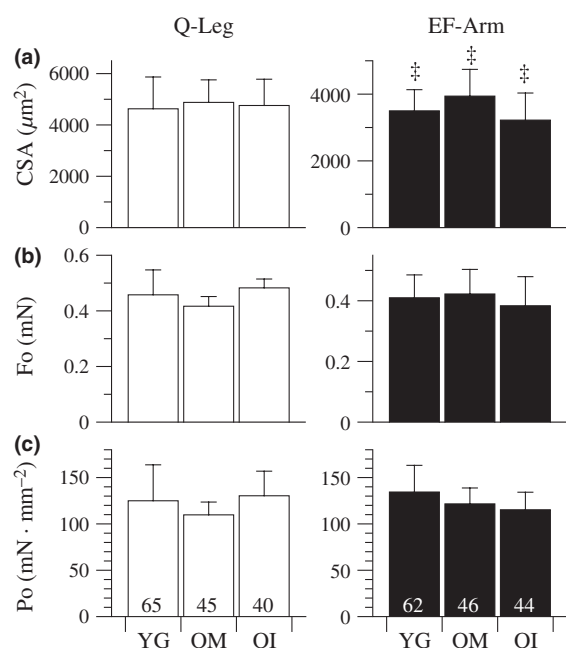 Q-Leg EF-Arm
(a)
CSA (µm²)
6000
4000
2000
0
4000
2000
0
‡ ‡ ‡
(b)
Fo (mN)
0.6
0.4
0.2
0
0.4
0.2
0
(c)
Po (mN · mm⁻²)
150
100
50
0
150
100
50
0
65 45 40
62 46 44
YG OM OI
YG OM OI